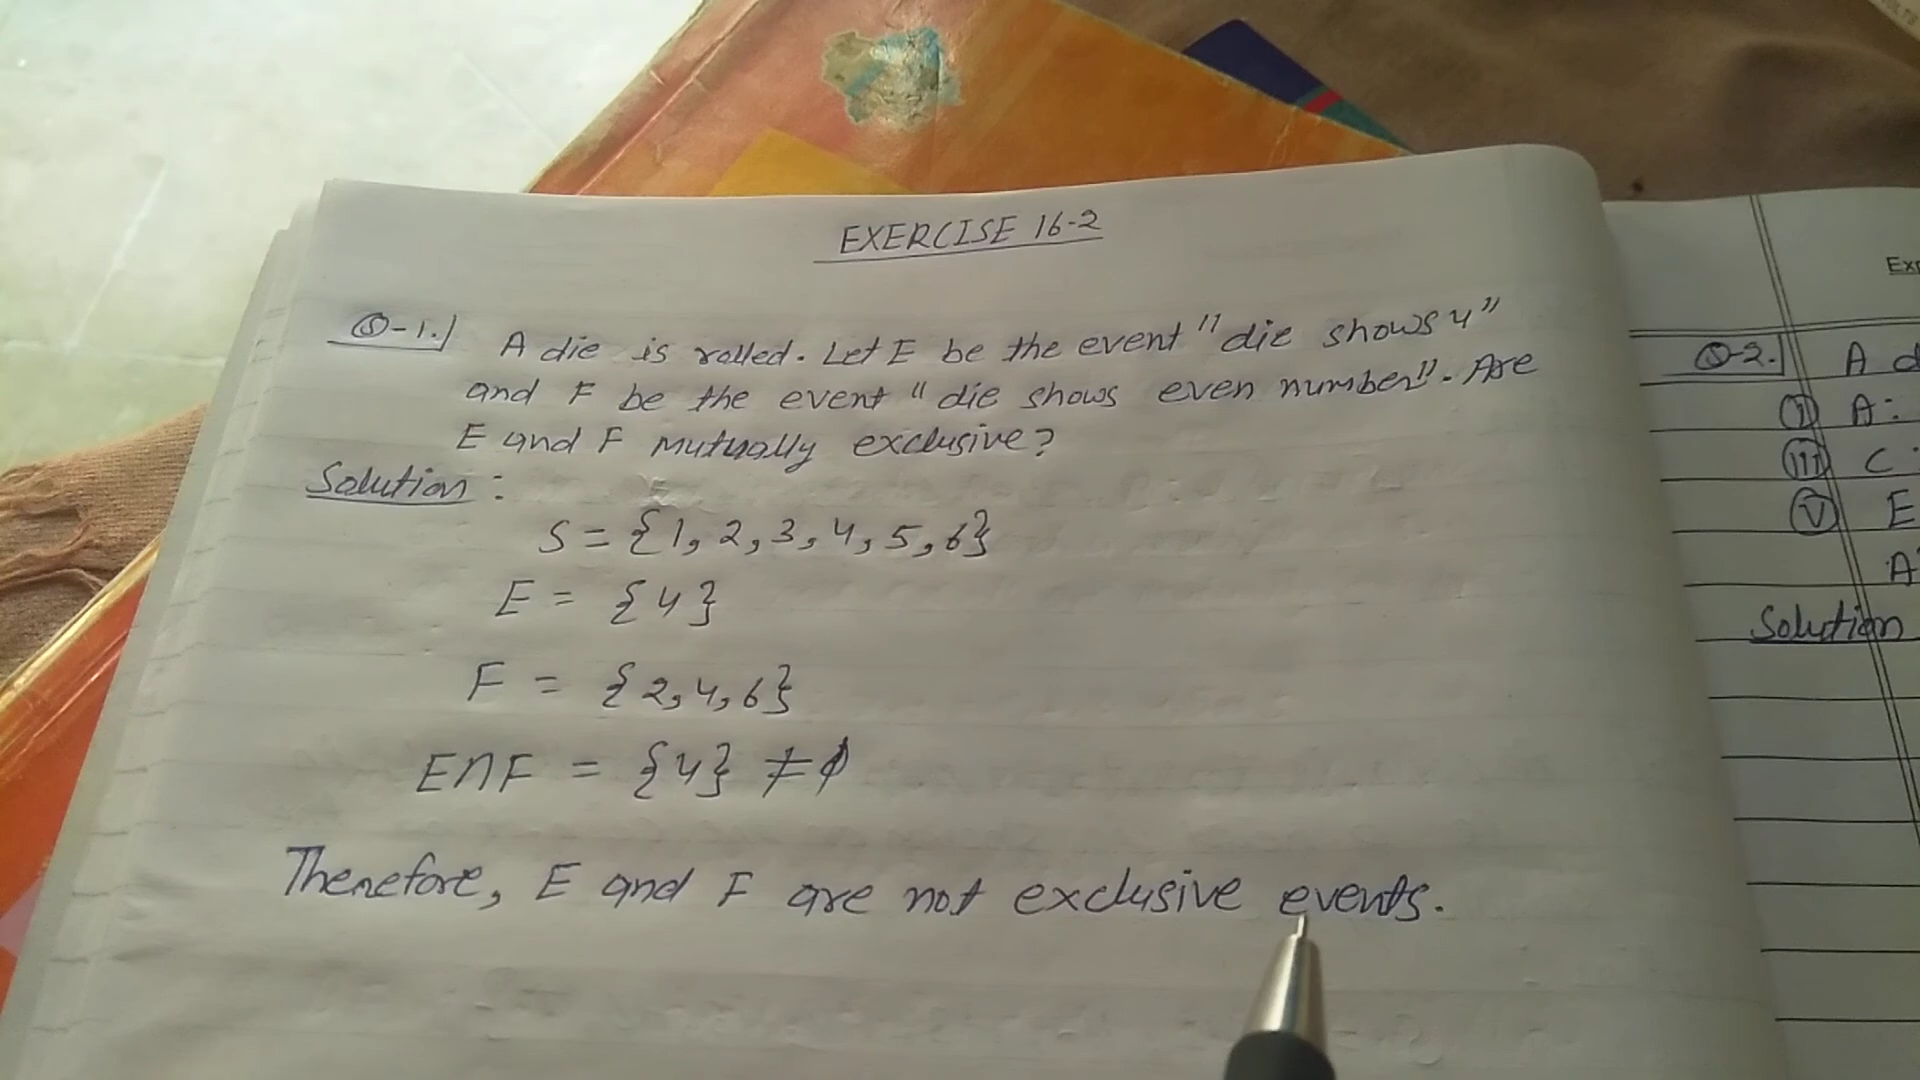 EXERCISE 16-2
Q-1. A die is rolled. Let E be the event "die shows 4"
and F be the event "die shows even number". Are
E and F mutually exclusive?
Solution :
S = {1, 2, 3, 4, 5, 6}
E = {4}
F = {2, 4, 6}
E∩F = {4} ≠ ϕ
Therefore, E and F are not exclusive events.
Q-2. A
(I) A:
(III) C:
(V) E
A
Solution